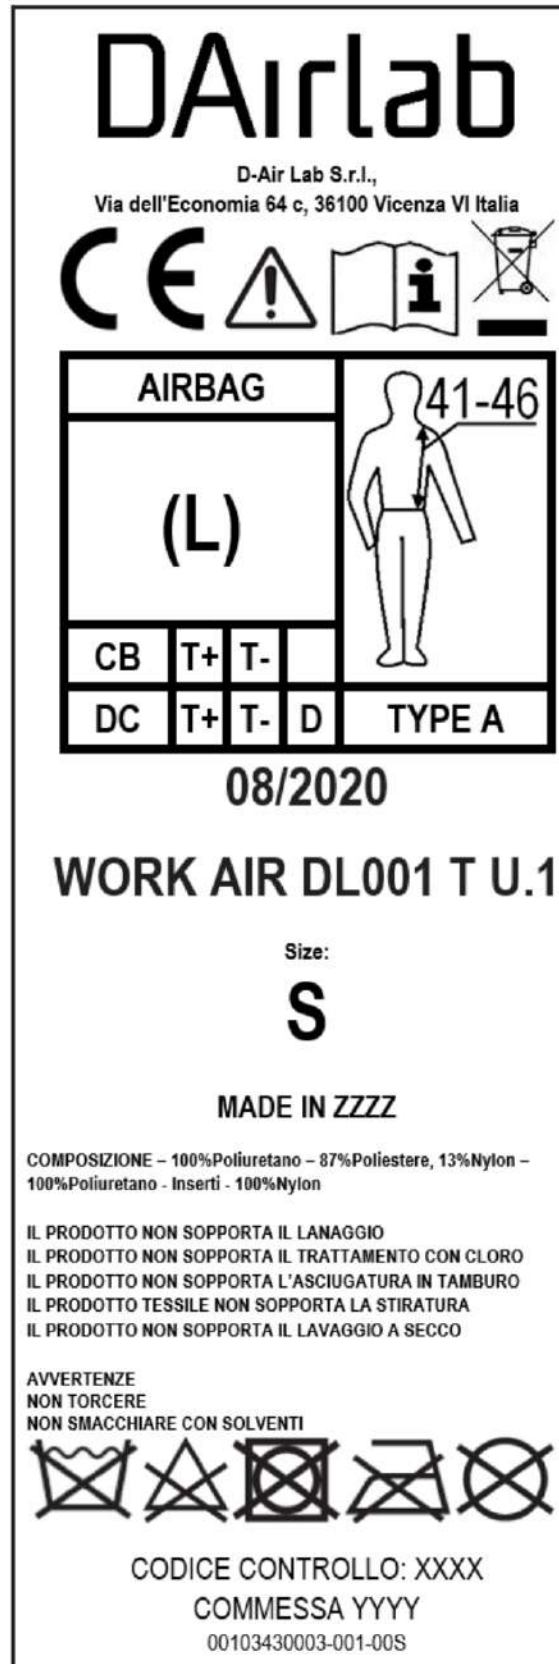 DAırlab
D-Air Lab S.r.l.,
Via dell'Economia 64 c, 36100 Vicenza VI Italia
CE
AIRBAG
41-46
(L)
CB T+ T-
DC T+ T- D TYPE A
08/2020
WORK AIR DL001 T U.1
Size:
S
MADE IN ZZZZ
COMPOSIZIONE – 100%Poliuretano – 87%Poliestere, 13%Nylon –
100%Poliuretano - Inserti - 100%Nylon
IL PRODOTTO NON SOPPORTA IL LANAGGIO
IL PRODOTTO NON SOPPORTA IL TRATTAMENTO CON CLORO
IL PRODOTTO NON SOPPORTA L'ASCIUGATURA IN TAMBURO
IL PRODOTTO TESSILE NON SOPPORTA LA STIRATURA
IL PRODOTTO NON SOPPORTA IL LAVAGGIO A SECCO
AVVERTENZE
NON TORCERE
NON SMACCHIARE CON SOLVENTI
CODICE CONTROLLO: XXXX
COMMESSA YYYY
00103430003-001-00S